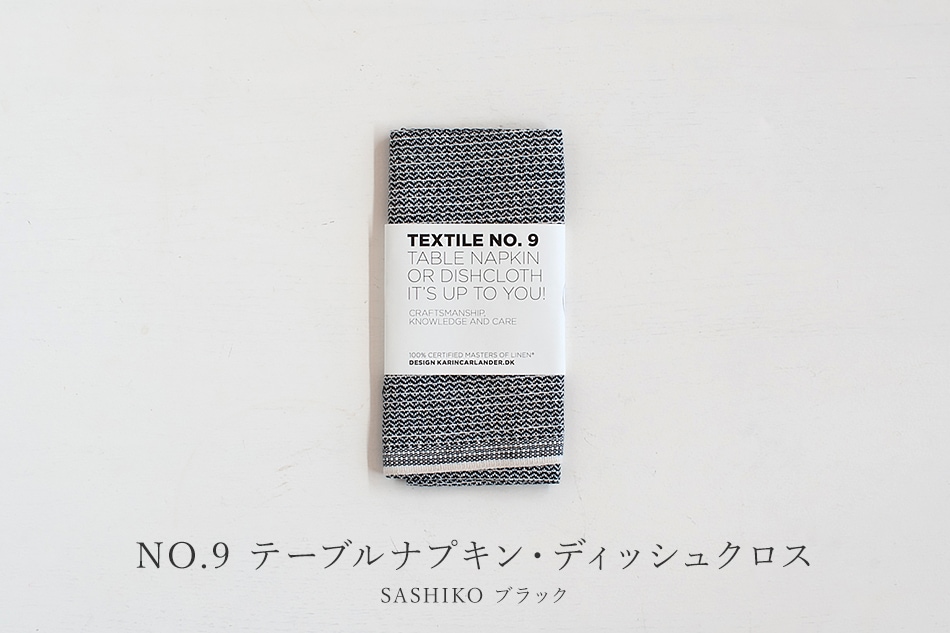 TEXTILE NO. 9
TABLE NAPKIN
OR DISHCLOTH
IT'S UP TO YOU!
CRAFTSMANSHIP,
KNOWLEDGE AND CARE
100% CERTIFIED MASTERS OF LINEN®
DESIGN KARINCARLANDER.DK
NO.9 テーブルナプキン・ディッシュクロス
SASHIKO ブラック